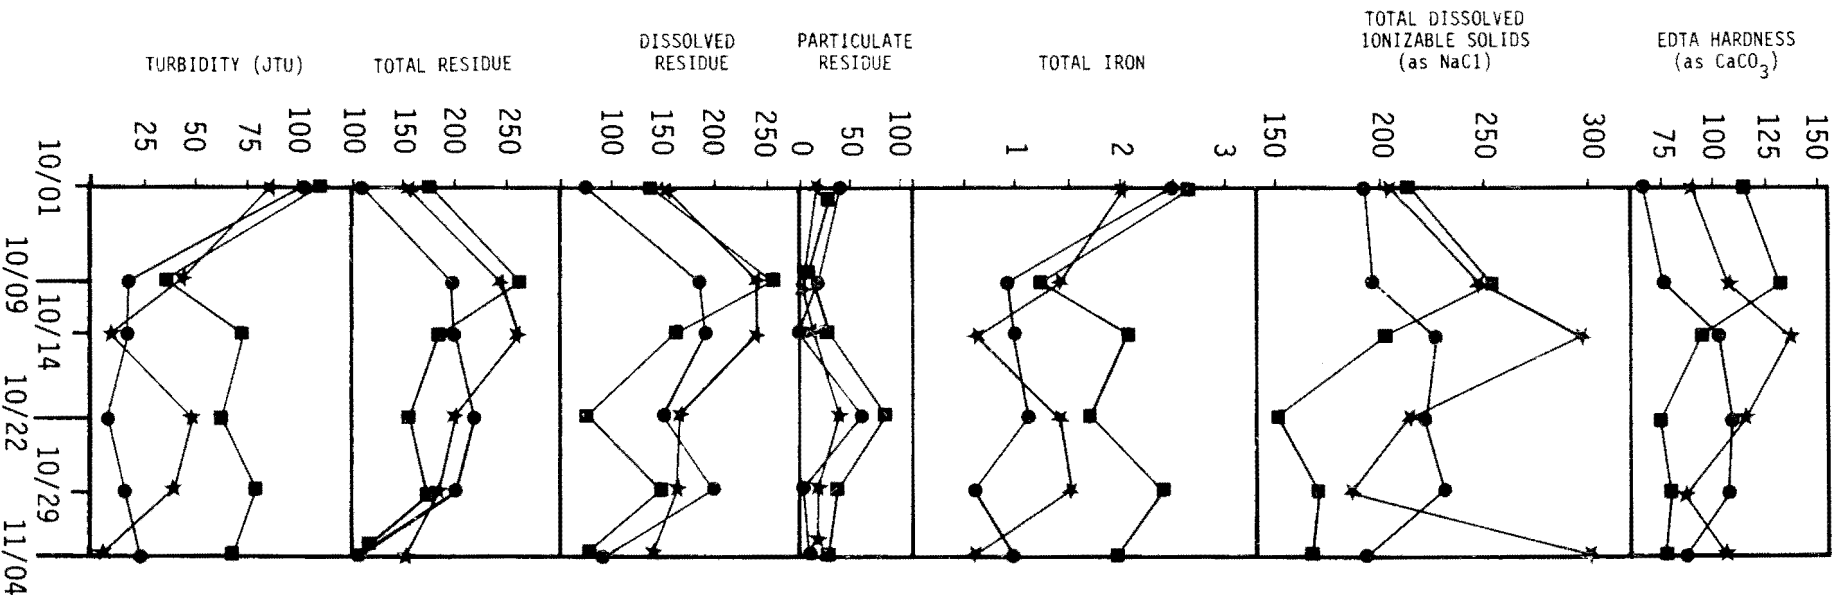 TURBIDITY (JTU)
TOTAL RESIDUE
DISSOLVED
RESIDUE
PARTICULATE
RESIDUE
TOTAL IRON
TOTAL DISSOLVED
IONIZABLE SOLIDS
(as NaCl)
EDTA HARDNESS
(as CaCO3)
25
50
75
100
100
150
200
250
100
150
200
250
0
50
100
1
2
3
150
200
250
300
75
100
125
150
10/01
10/09
10/14
10/22
10/29
11/04